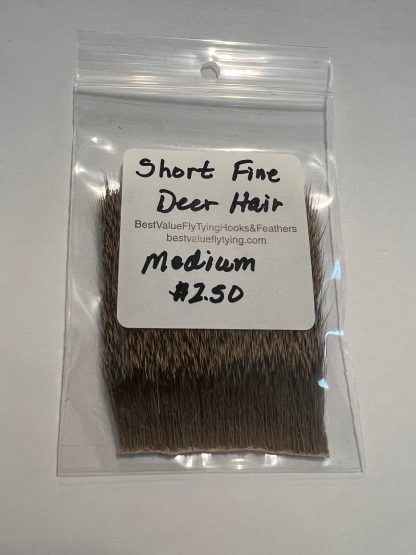 Short Fine
Deer Hair
BestValueFlyTyingHooks&Feathers
bestvalueflytying.com
Medium
$2.50